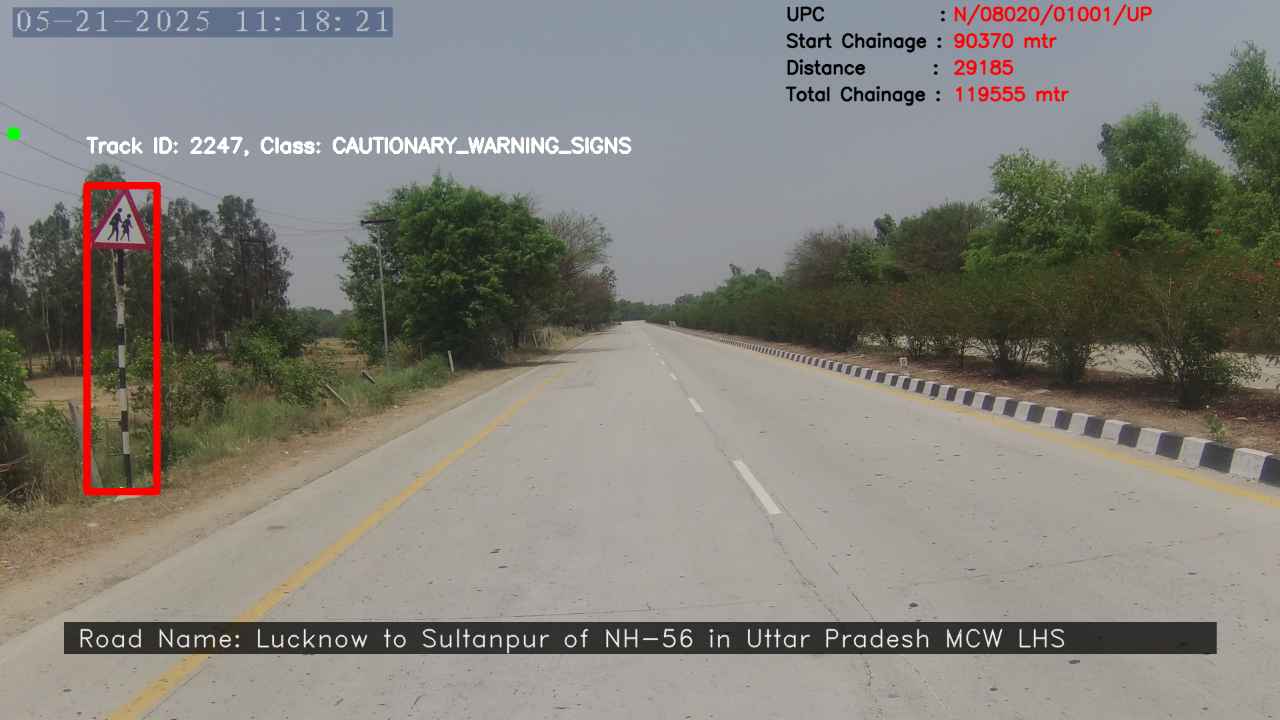 05-21-2025 11:18:21
UPC : N/08020/01001/UP
Start Chainage : 90370 mtr
Distance : 29185
Total Chainage : 119555 mtr
Track ID: 2247, Class: CAUTIONARY_WARNING_SIGNS
Road Name: Lucknow to Sultanpur of NH-56 in Uttar Pradesh MCW LHS